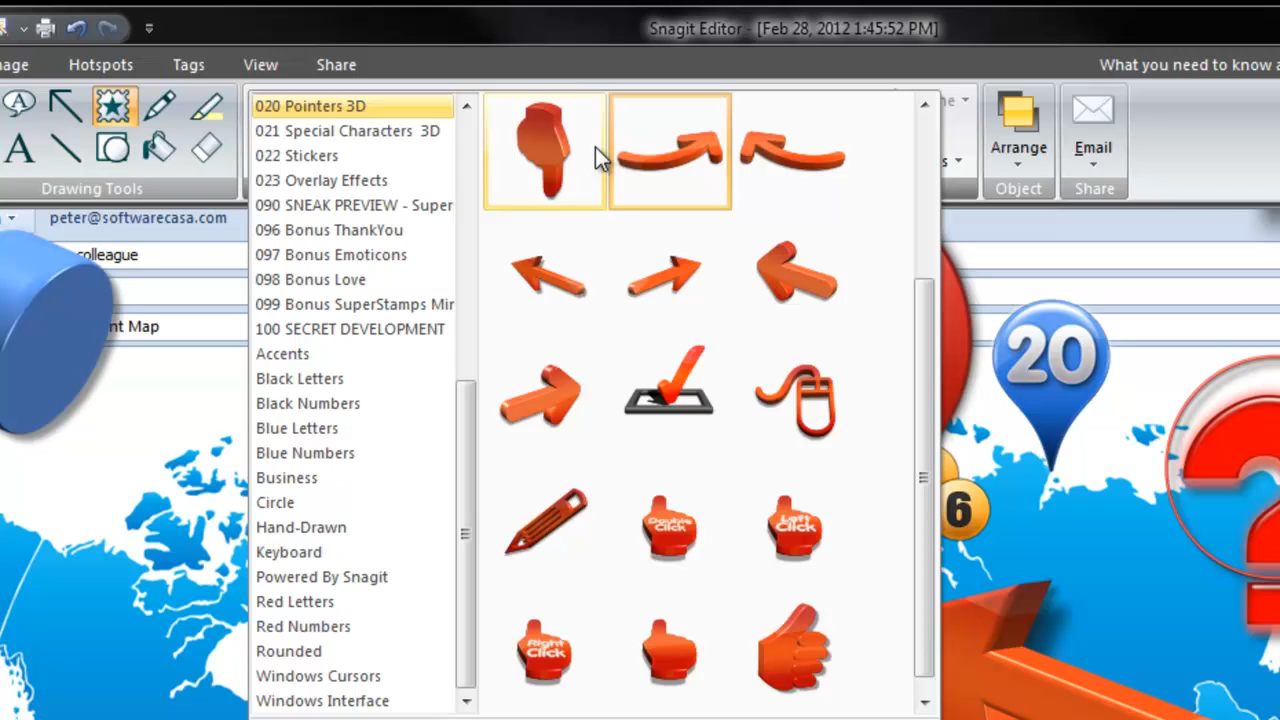 Snagit Editor - [Feb 28, 2012 1:45:52 PM]
age Hotspots Tags View Share What you need to know a
A
A
Drawing Tools
me
Arrange
Email
Object
Share
peter@softwarecasa.com
colleague
nt Map
020 Pointers 3D
021 Special Characters 3D
022 Stickers
023 Overlay Effects
090 SNEAK PREVIEW - Super
096 Bonus ThankYou
097 Bonus Emoticons
098 Bonus Love
099 Bonus SuperStamps Mir
100 SECRET DEVELOPMENT
Accents
Black Letters
Black Numbers
Blue Letters
Blue Numbers
Business
Circle
Hand-Drawn
Keyboard
Powered By Snagit
Red Letters
Red Numbers
Rounded
Windows Cursors
Windows Interface
Double
Click
Left
Click
Right
Click
20
6
?